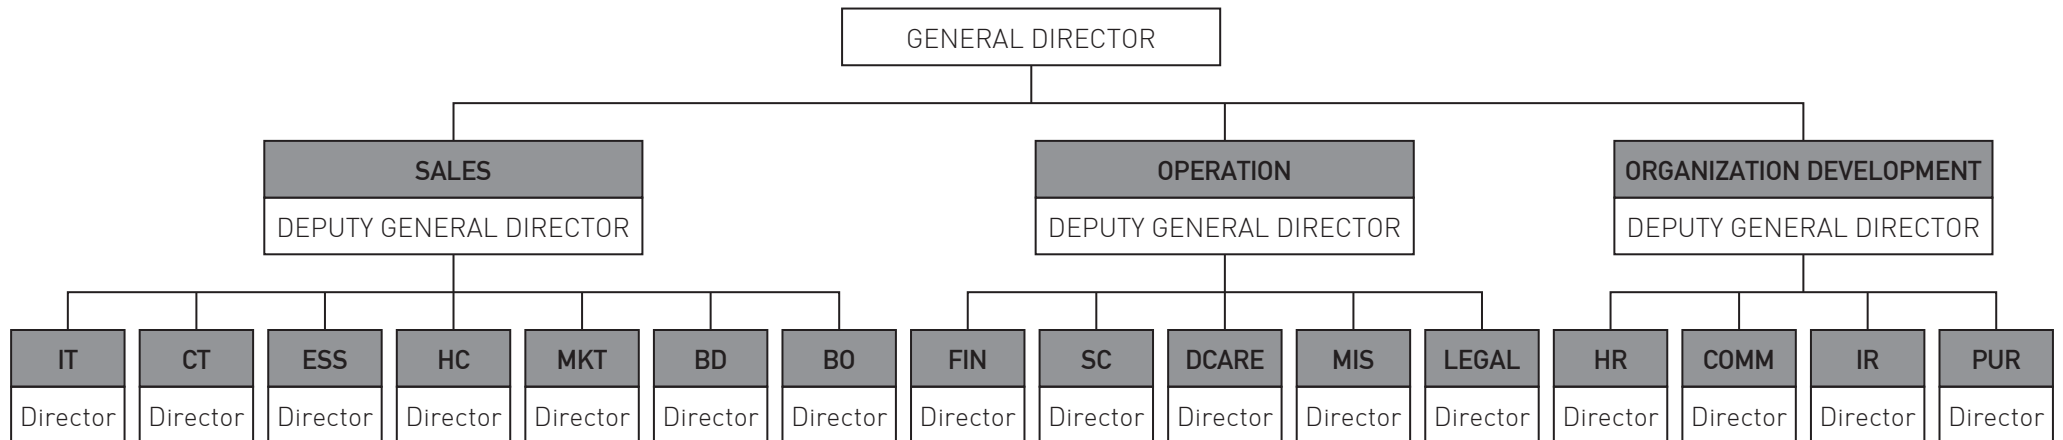 GENERAL DIRECTOR
SALES
DEPUTY GENERAL DIRECTOR
OPERATION
DEPUTY GENERAL DIRECTOR
ORGANIZATION DEVELOPMENT
DEPUTY GENERAL DIRECTOR
IT
Director
CT
Director
ESS
Director
HC
Director
MKT
Director
BD
Director
BO
Director
FIN
Director
SC
Director
DCARE
Director
MIS
Director
LEGAL
Director
HR
Director
COMM
Director
IR
Director
PUR
Director